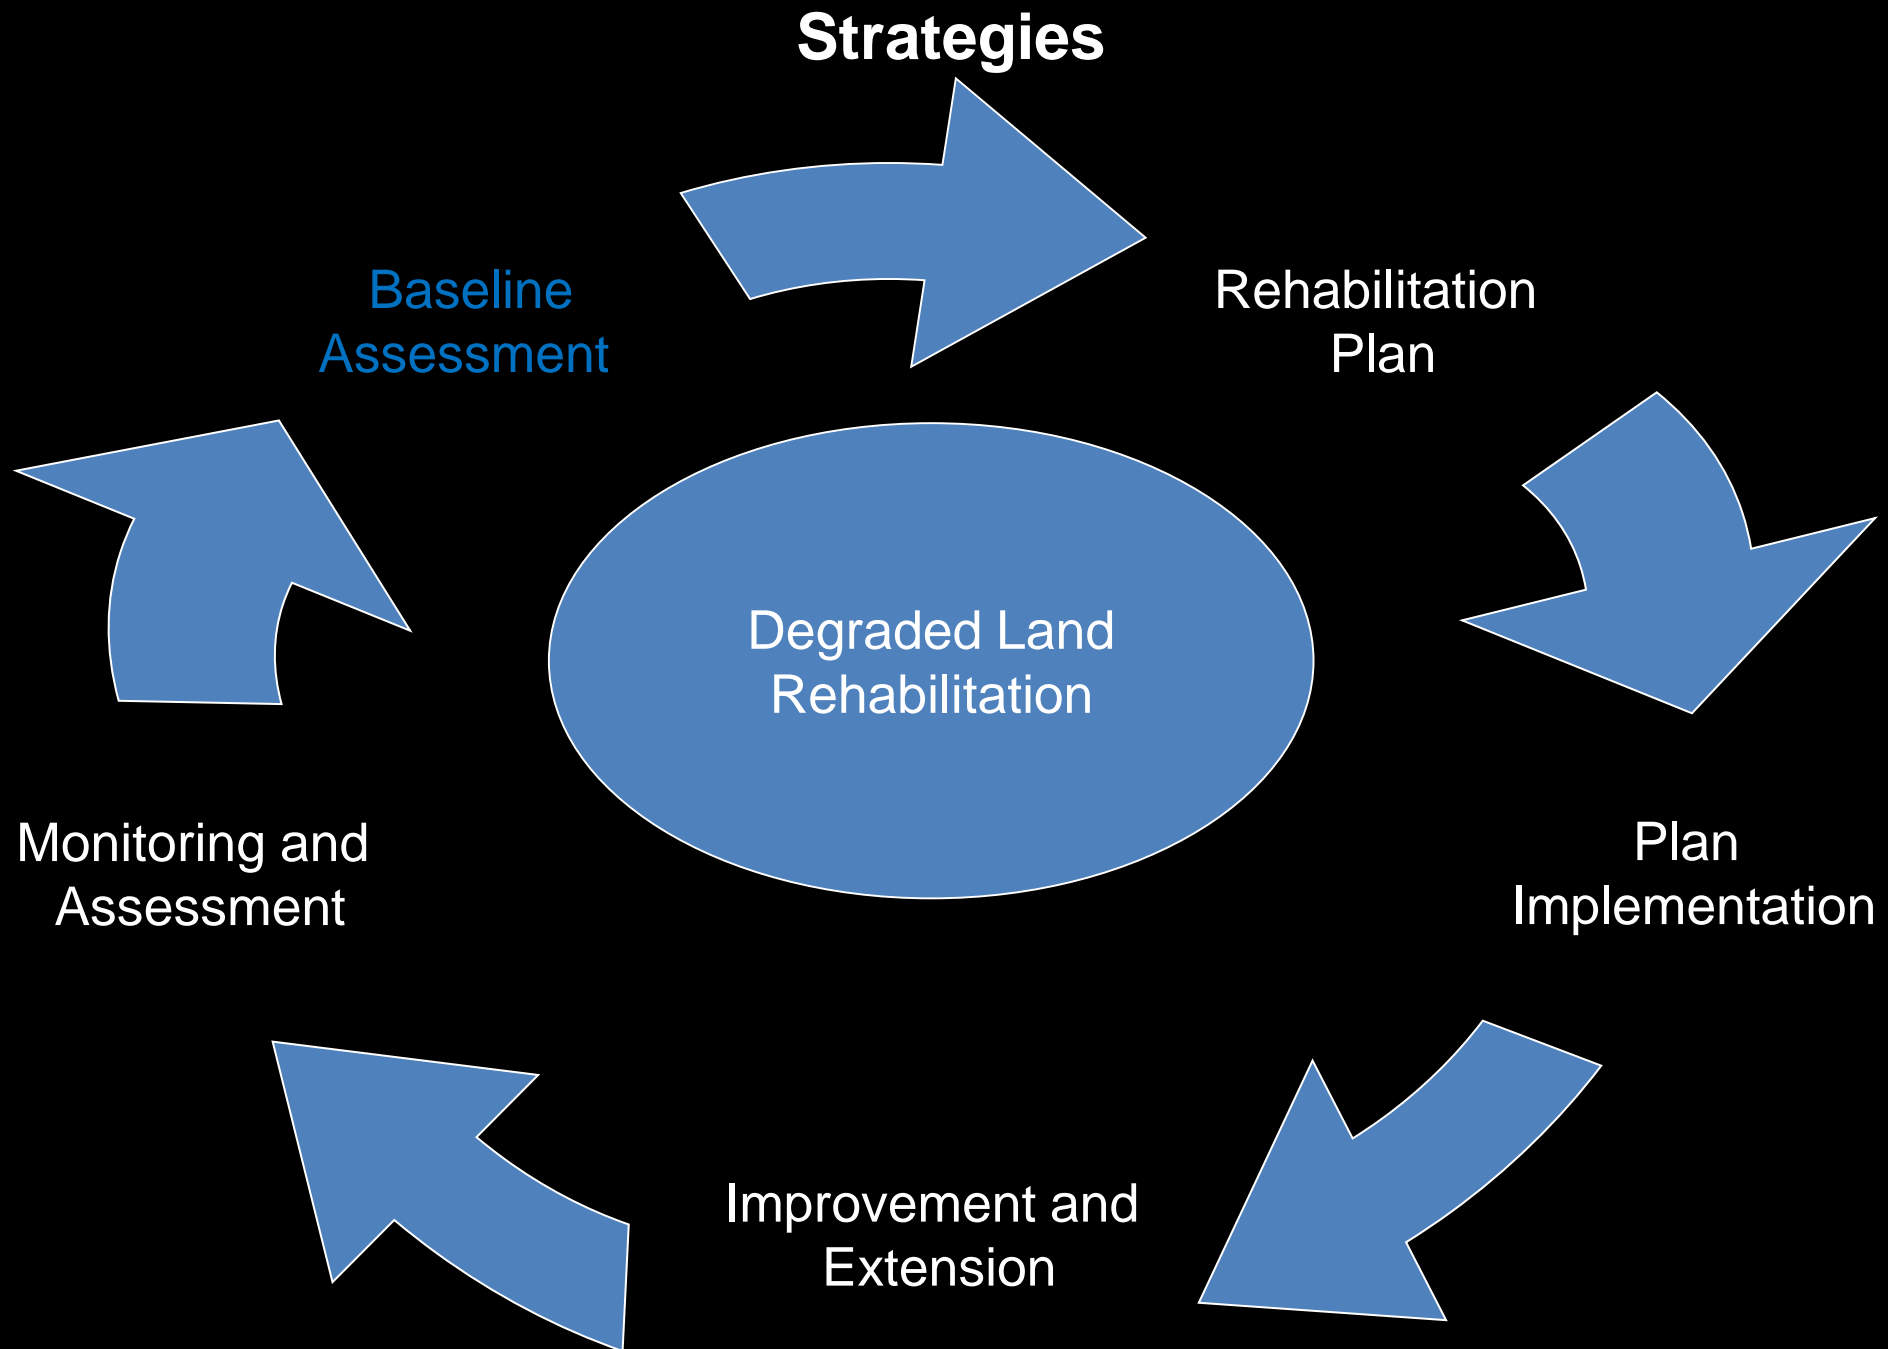 Strategies
Baseline
Assessment
Rehabilitation
Plan
Degraded Land
Rehabilitation
Monitoring and
Assessment
Plan
Implementation
Improvement and
Extension